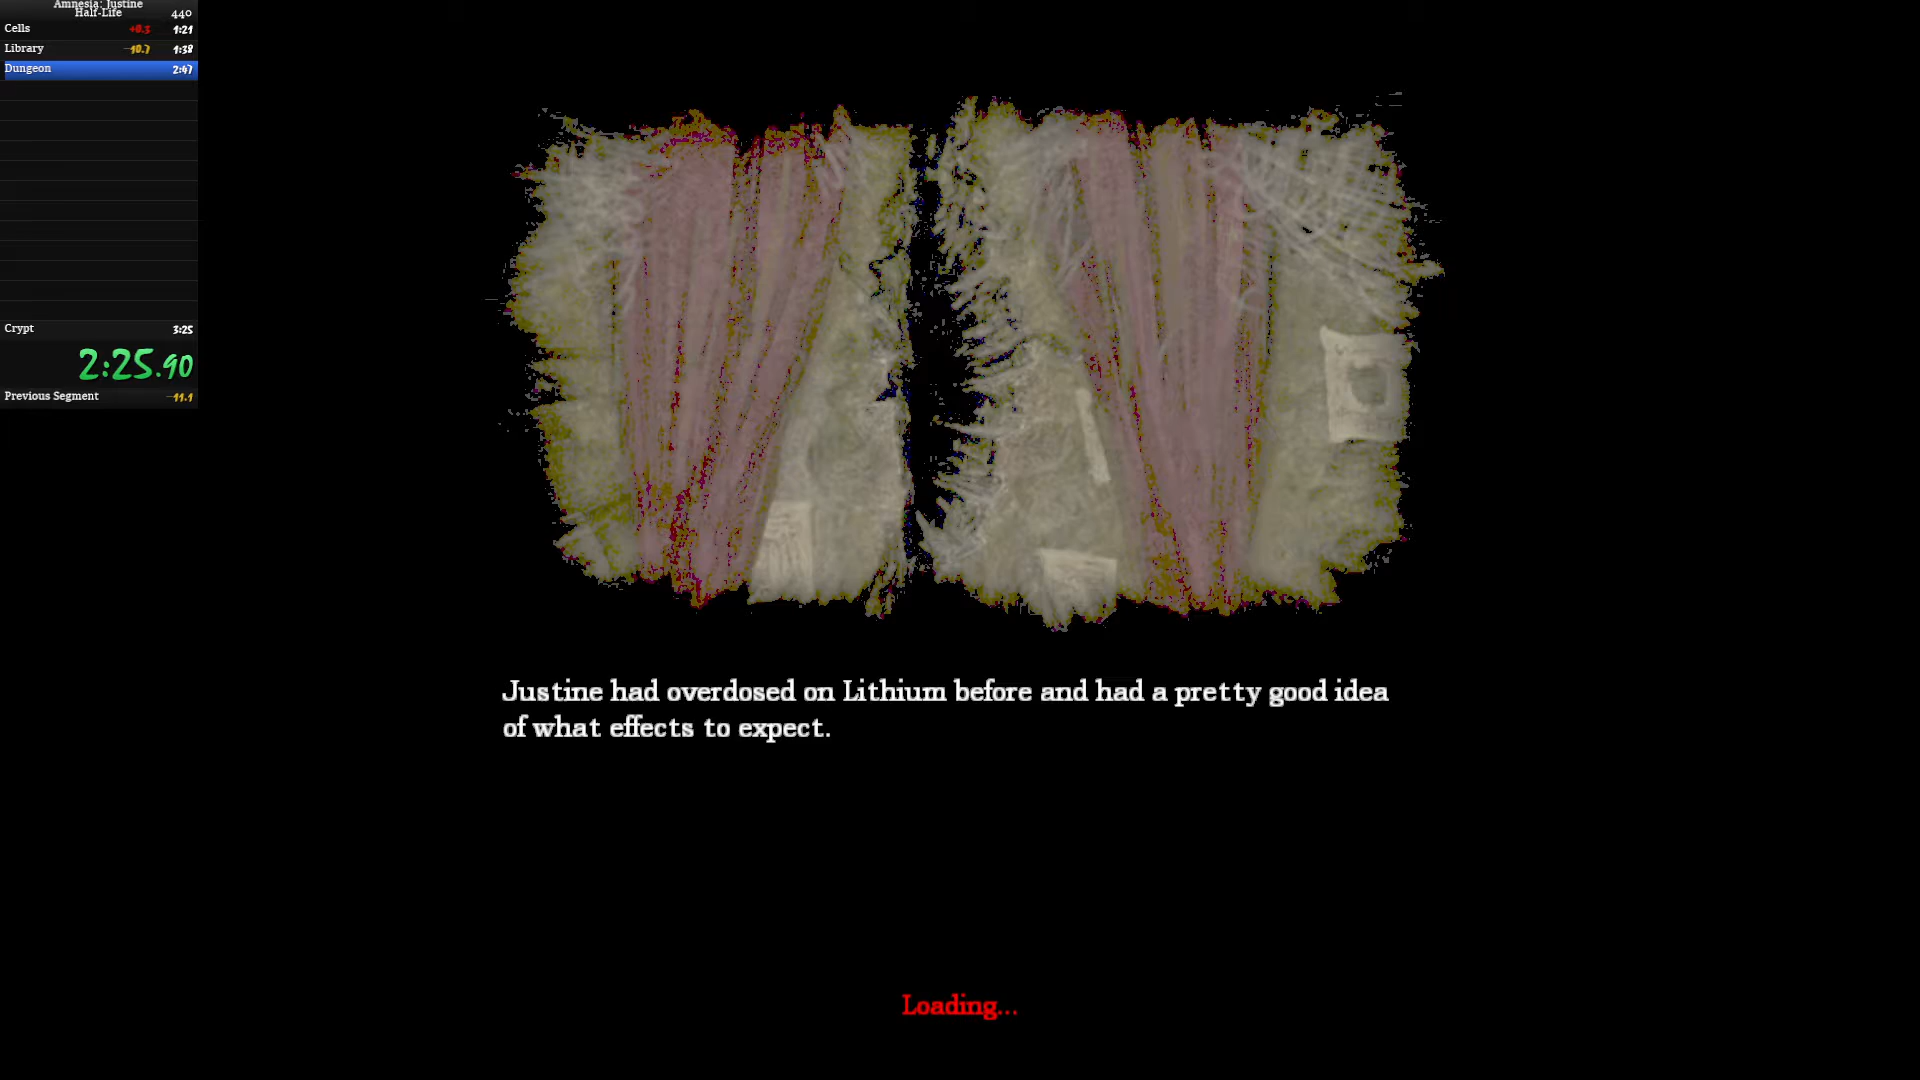 Amnesia: Justine
Half-Life 440
Cells +0.3 1:21
Library -10.7 1:38
Dungeon 2:47
Crypt 3:25
2:25.90
Previous Segment -11.1
Justine had overdosed on Lithium before and had a pretty good idea
of what effects to expect.
Loading...